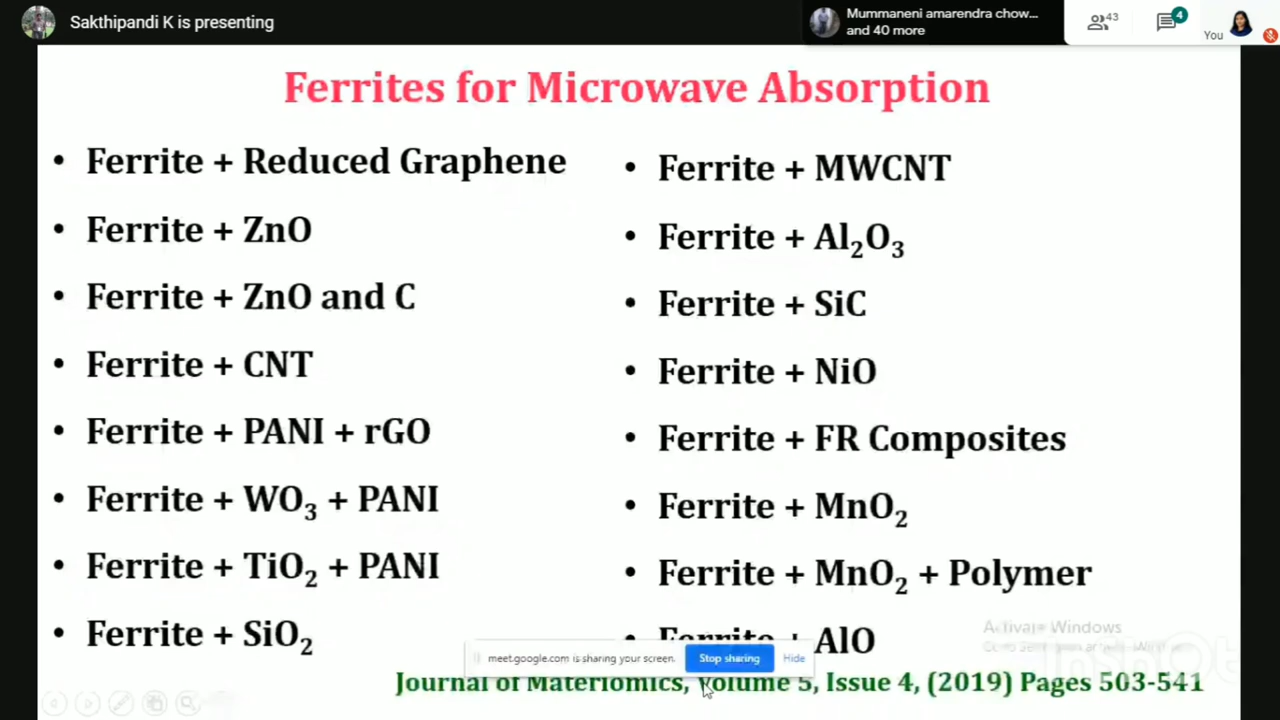 Sakthipandi K is presenting
Mummaneni amarendra chow...
and 40 more
43
4
You
Ferrites for Microwave Absorption
• Ferrite + Reduced Graphene
• Ferrite + ZnO
• Ferrite + ZnO and C
• Ferrite + CNT
• Ferrite + PANI + rGO
• Ferrite + WO₃ + PANI
• Ferrite + TiO₂ + PANI
• Ferrite + SiO₂
• Ferrite + MWCNT
• Ferrite + Al₂O₃
• Ferrite + SiC
• Ferrite + NiO
• Ferrite + FR Composites
• Ferrite + MnO₂
• Ferrite + MnO₂ + Polymer
• Ferrite + AlO
Activate Windows
meet.google.com is sharing your screen.
Stop sharing
Hide
Journal of Materiomics, Volume 5, Issue 4, (2019) Pages 503-541